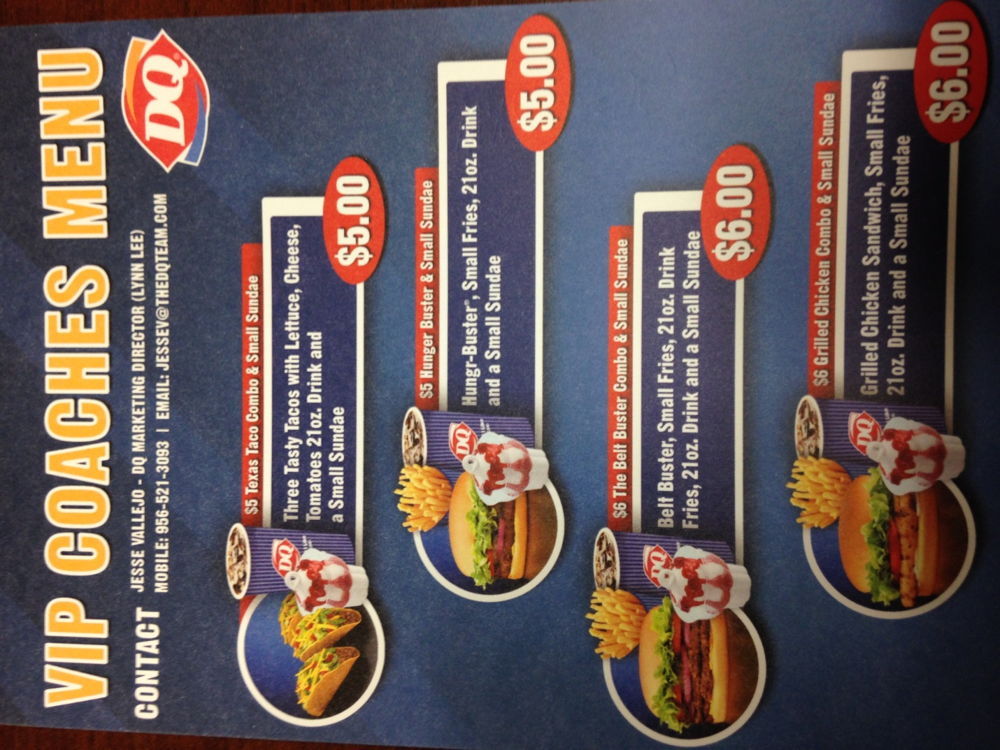 VIP COACHES MENU
CONTACT
JESSE VALLEJO - DQ MARKETING DIRECTOR (LYNN LEE)
MOBILE: 956-521-3093 | EMAIL: JESSEV@THEDQTEAM.COM
DQ®
$5 Texas Taco Combo & Small Sundae
Three Tasty Tacos with Lettuce, Cheese,
Tomatoes 21oz. Drink and
a Small Sundae
$5.00
DQ
$5 Hunger Buster & Small Sundae
Hungr-Buster®, Small Fries, 21oz. Drink
and a Small Sundae
$5.00
DQ
$6 The Belt Buster Combo & Small Sundae
Belt Buster, Small Fries, 21oz. Drink
Fries, 21oz. Drink and a Small Sundae
$6.00
DQ
$6 Grilled Chicken Combo & Small Sundae
Grilled Chicken Sandwich, Small Fries,
21oz. Drink and a Small Sundae
$6.00
DQ